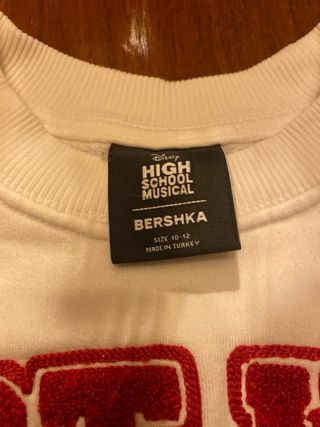 Disney
HIGH
SCHOOL
MUSICAL
BERSHKA
SIZE 10-12
MADE IN TURKEY